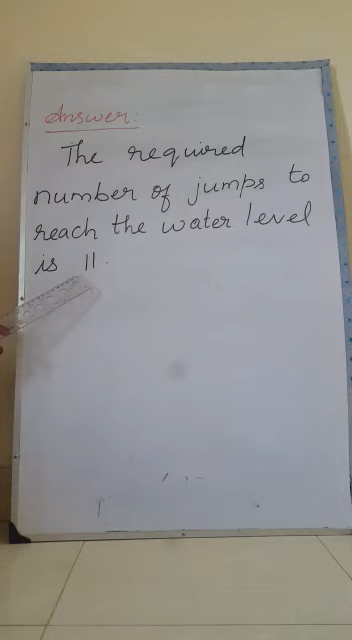 Answer:
The required
number of jumps to
reach the water level
is 11.